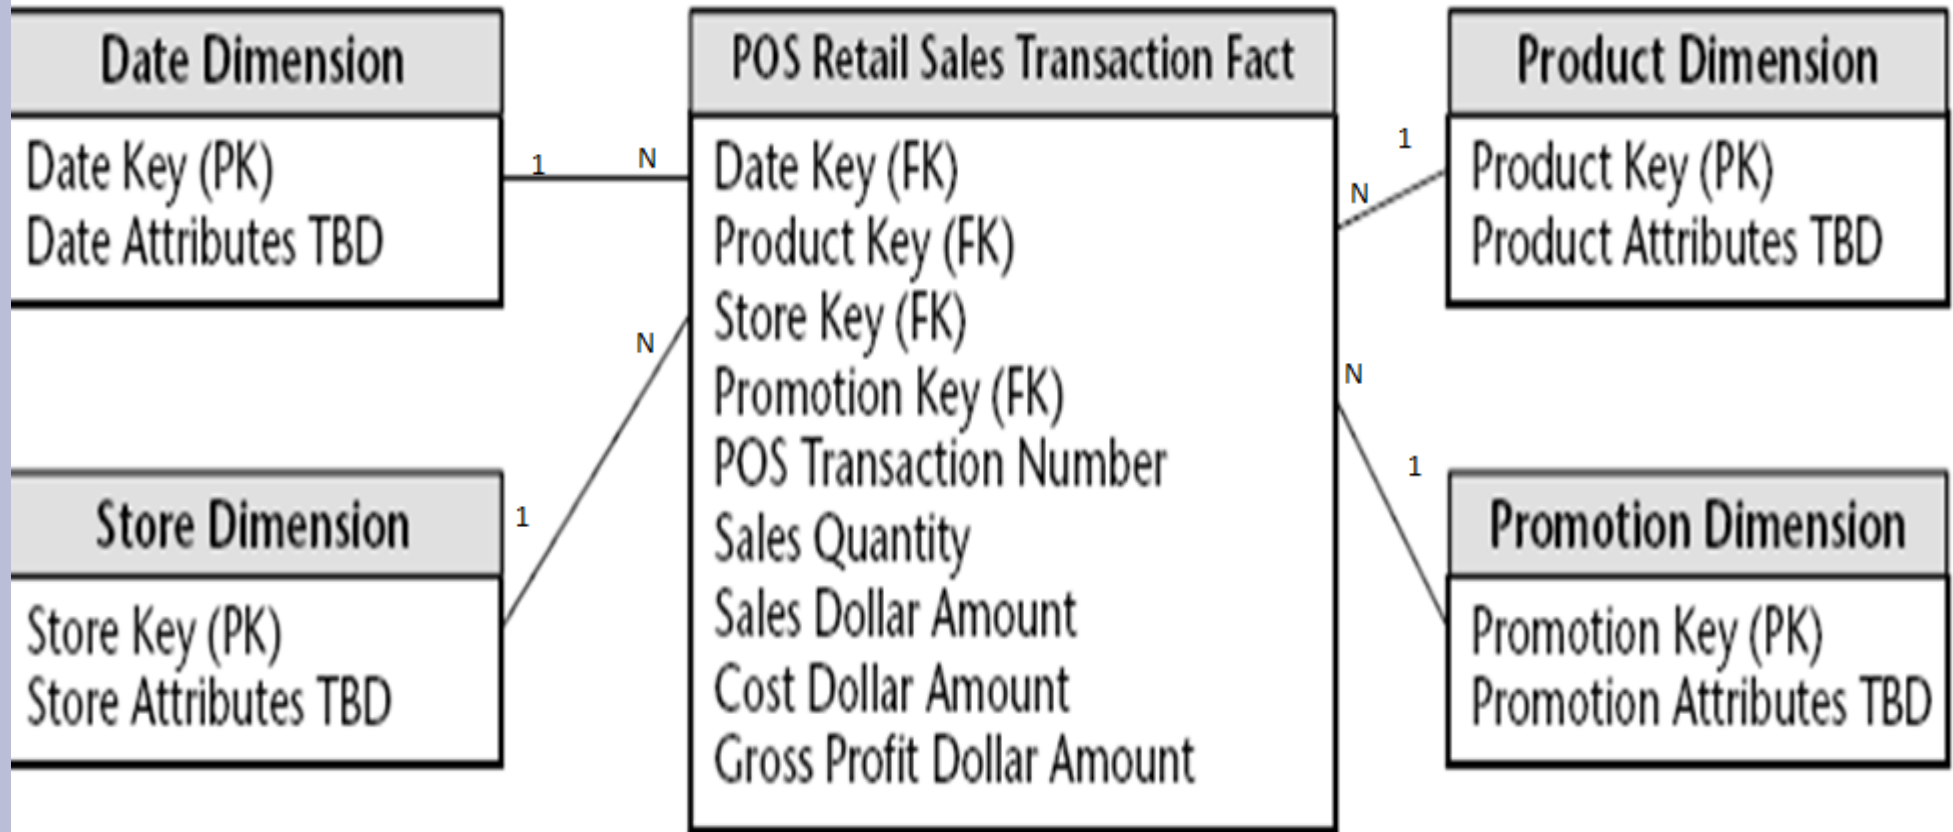 Date Dimension
Date Key (PK)
Date Attributes TBD
1
N
POS Retail Sales Transaction Fact
Date Key (FK)
Product Key (FK)
Store Key (FK)
Promotion Key (FK)
POS Transaction Number
Sales Quantity
Sales Dollar Amount
Cost Dollar Amount
Gross Profit Dollar Amount
1
N
Product Dimension
Product Key (PK)
Product Attributes TBD
N
1
Store Dimension
Store Key (PK)
Store Attributes TBD
N
1
Promotion Dimension
Promotion Key (PK)
Promotion Attributes TBD